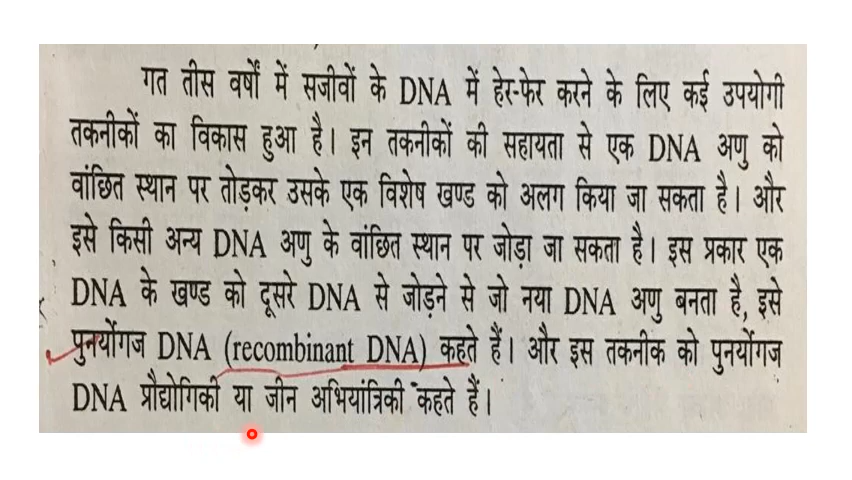 गत तीस वर्षों में सजीवों के DNA में हेर-फेर करने के लिए कई उपयोगी
तकनीकों का विकास हुआ है। इन तकनीकों की सहायता से एक DNA अणु को
वांछित स्थान पर तोड़कर उसके एक विशेष खण्ड को अलग किया जा सकता है। और
इसे किसी अन्य DNA अणु के वांछित स्थान पर जोड़ा जा सकता है। इस प्रकार एक
DNA के खण्ड को दूसरे DNA से जोड़ने से जो नया DNA अणु बनता है, इसे
पुनर्योगज DNA (recombinant DNA) कहते हैं। और इस तकनीक को पुनर्योगज
DNA प्रौद्योगिकी या जीन अभियांत्रिकी कहते हैं।